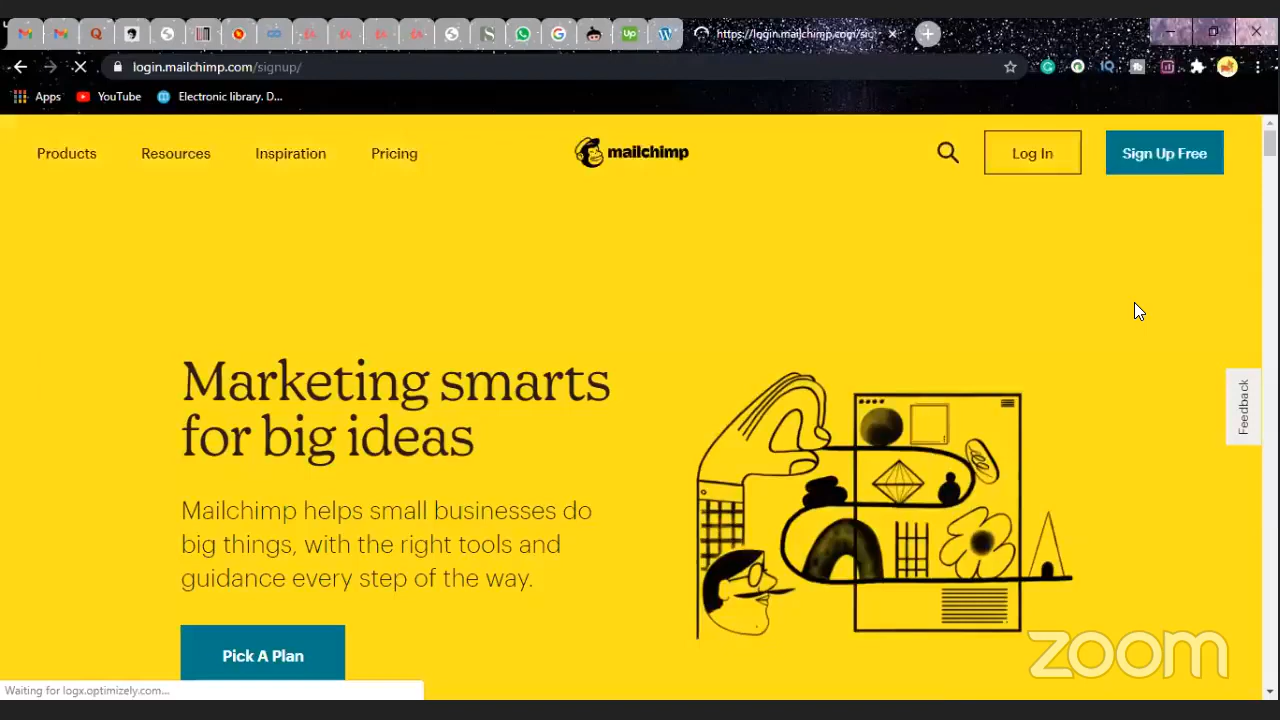 https://login.mailchimp.com/sig
login.mailchimp.com/signup/
Apps
YouTube
Electronic library. D...
Products
Resources
Inspiration
Pricing
mailchimp
Log In
Sign Up Free
Marketing smarts
for big ideas
Mailchimp helps small businesses do
big things, with the right tools and
guidance every step of the way.
Pick A Plan
Feedback
zoom
Waiting for logx.optimizely.com...